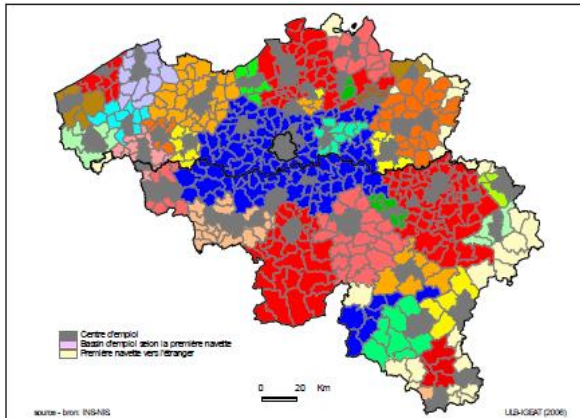 Centre d'emploi
Bassin d'emploi selon la première navette
Première navette vers l'étranger
0 20 Km
source - bron: INS-NIS
ULB-IGEAT (2006)